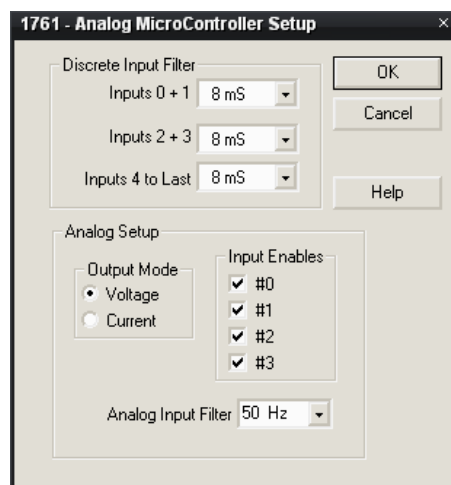 1761 - Analog MicroController Setup ×
Discrete Input Filter
Inputs 0 + 1 8 mS
Inputs 2 + 3 8 mS
Inputs 4 to Last 8 mS
OK
Cancel
Help
Analog Setup
Output Mode
Voltage
Current
Input Enables
#0
#1
#2
#3
Analog Input Filter 50 Hz